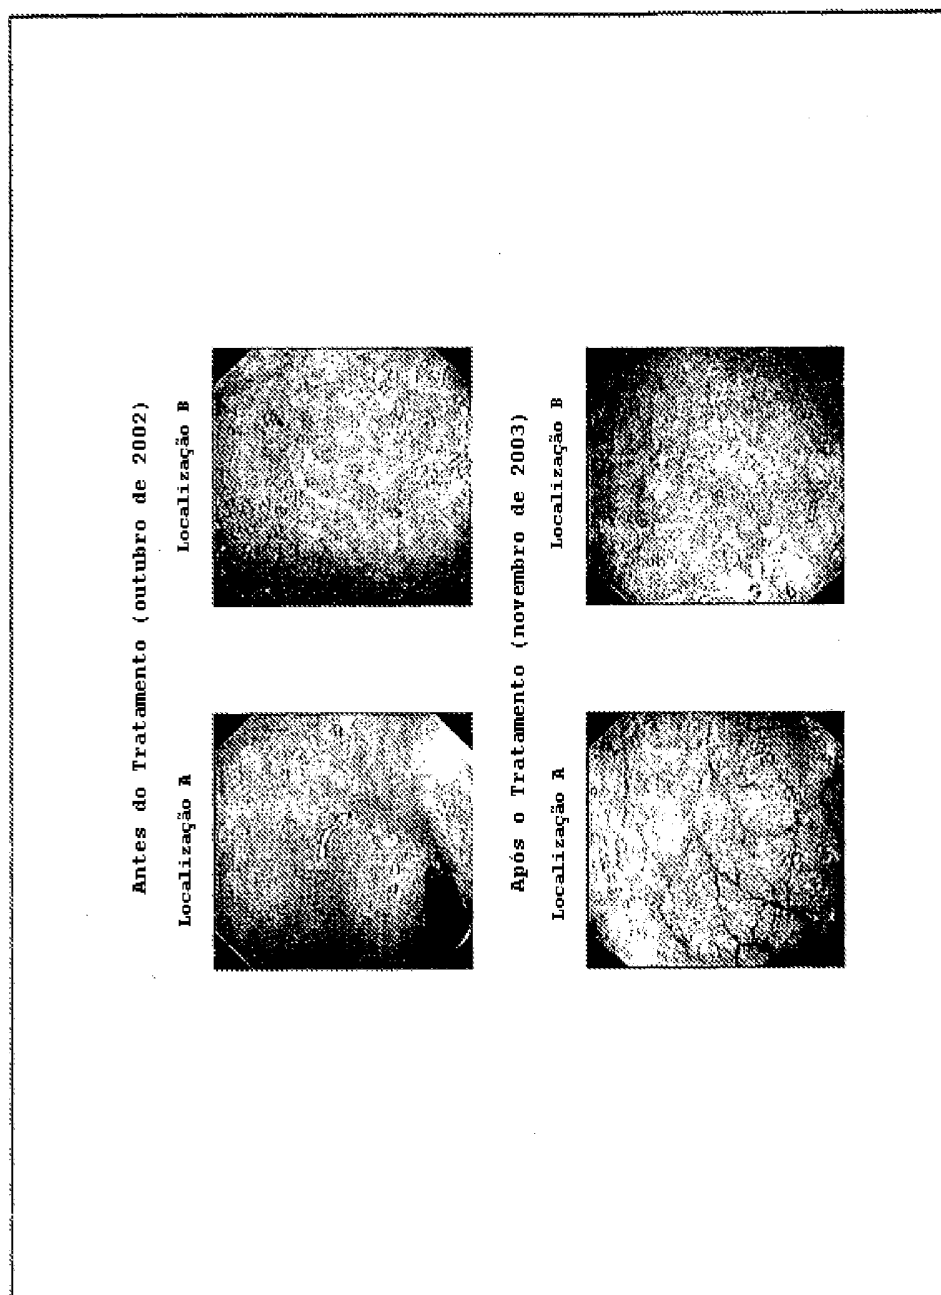 Antes do Tratamento (outubro de 2002)
Localização A
Localização B
Após o Tratamento (novembro de 2003)
Localização A
Localização B